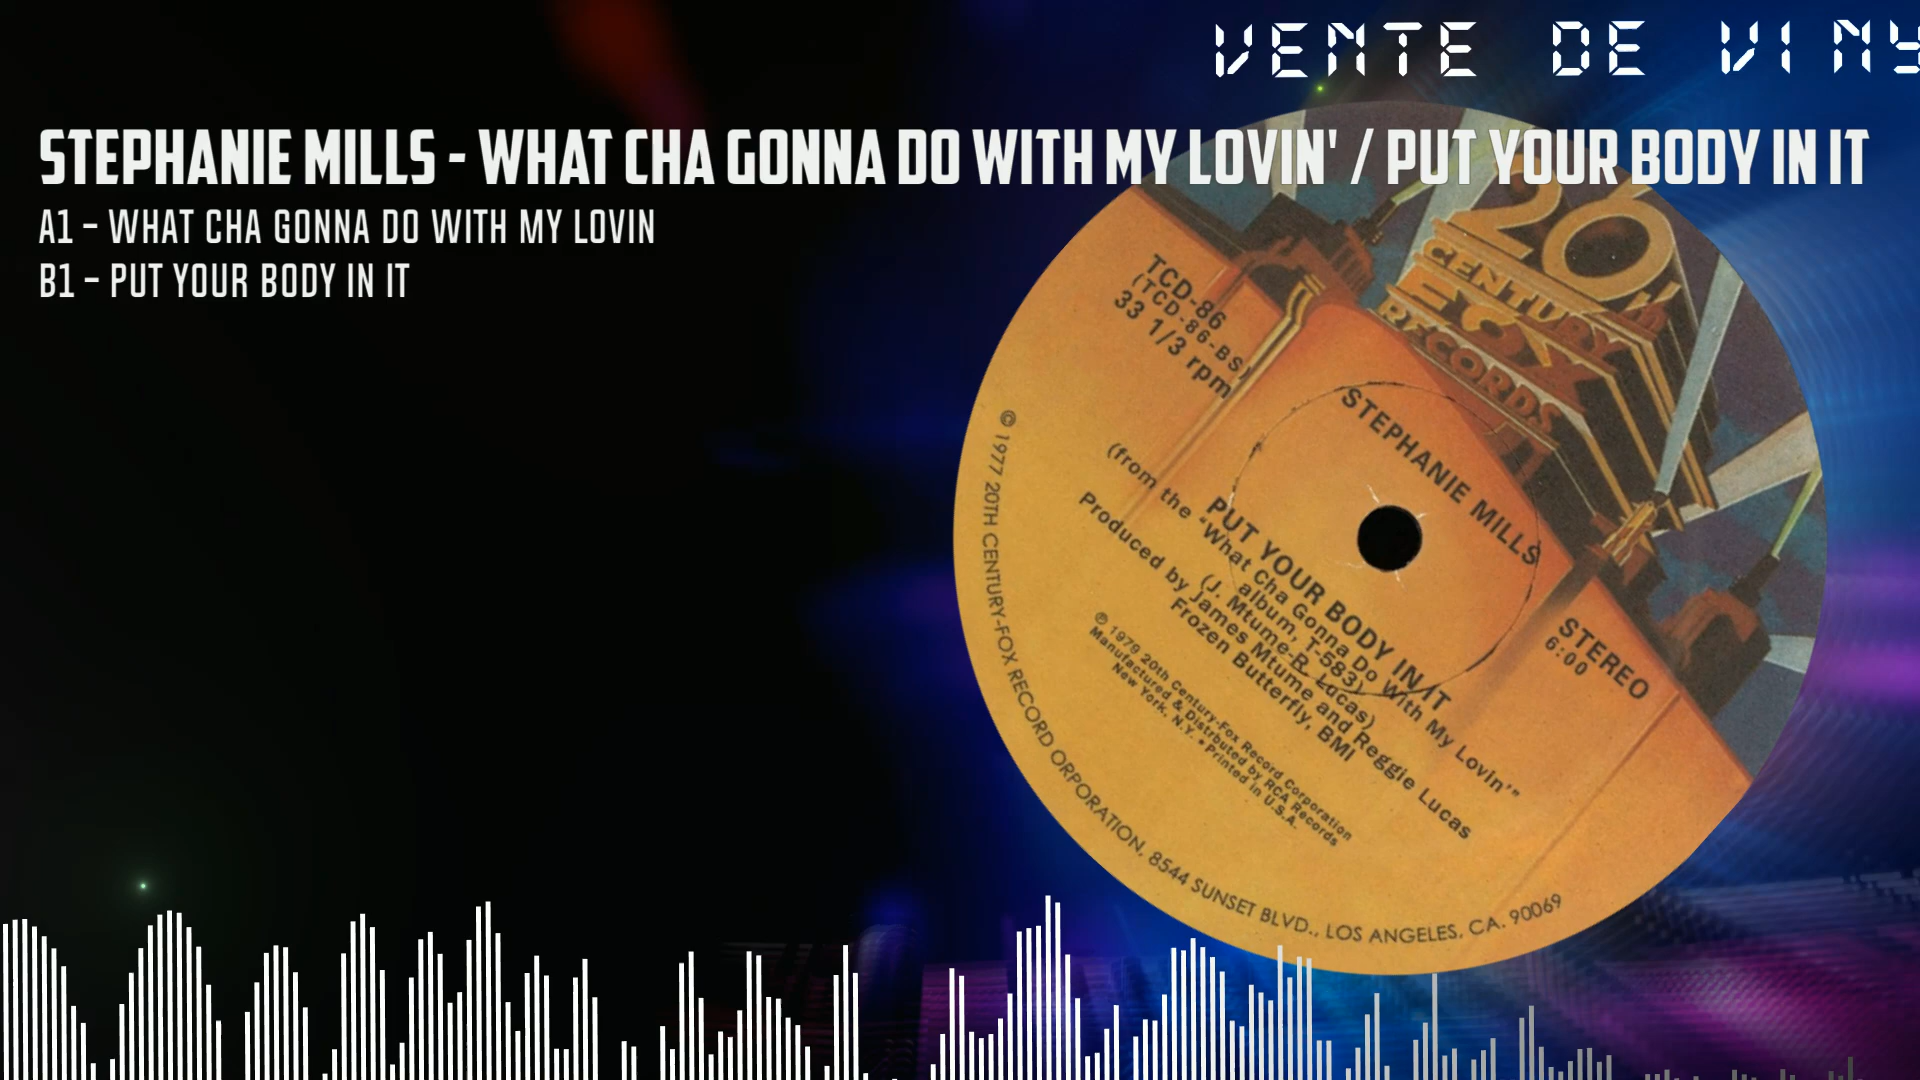 VENTE DE VINY
STEPHANIE MILLS - WHAT CHA GONNA DO WITH MY LOVIN' / PUT YOUR BODY IN IT
A1 - WHAT CHA GONNA DO WITH MY LOVIN
B1 - PUT YOUR BODY IN IT
20th
CENTURY
FOX
RECORDS
TCD-86
(TCD-86-BS)
33 1/3 rpm
STEPHANIE MILLS
STEREO
6:00
PUT YOUR BODY IN IT
(from the "What Cha Gonna Do With My Lovin'"
album, T-583)
(J. Mtume-R. Lucas)
Produced by James Mtume and Reggie Lucas
Frozen Butterfly, BMI
℗ 1979 20th Century-Fox Record Corporation
Manufactured & Distrbuted by RCA Records
New York, N.Y. • Printed in U.S.A.
© 1977 20TH CENTURY-FOX RECORD ORPORATION, 8544 SUNSET BLVD., LOS ANGELES, CA. 90069